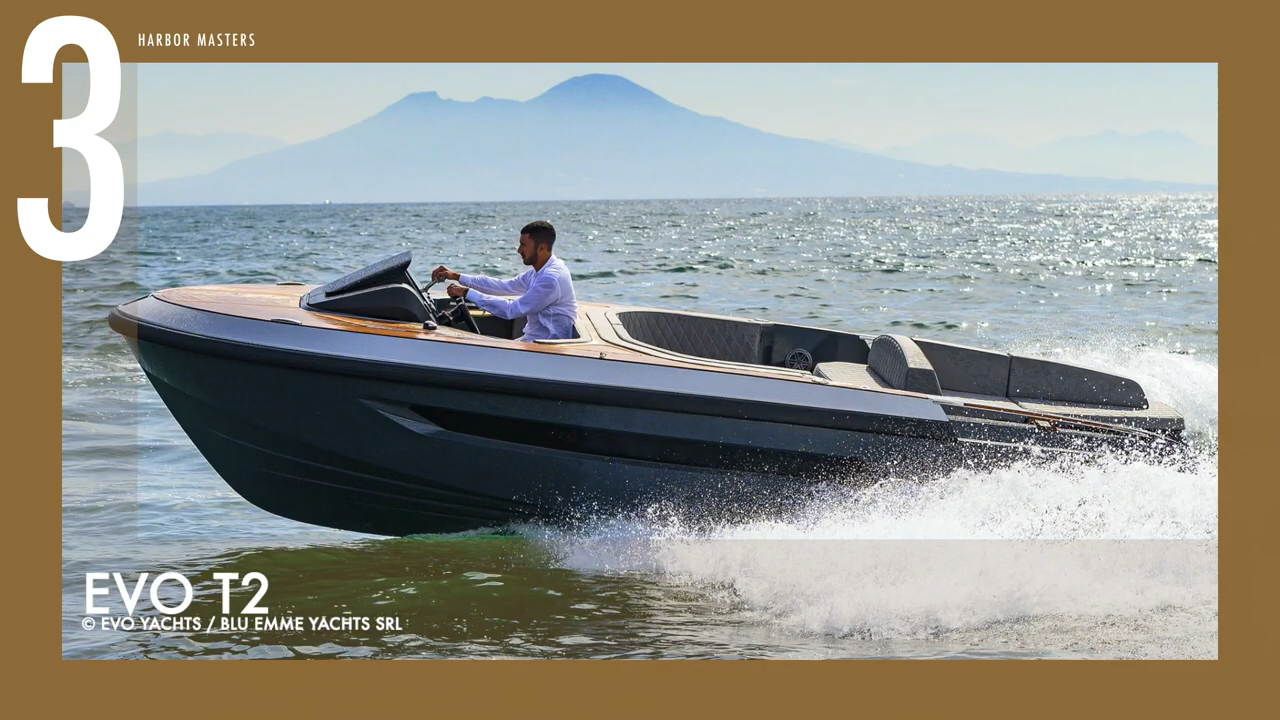 3
HARBOR MASTERS
EVO T2
© EVO YACHTS / BLU EMME YACHTS SRL